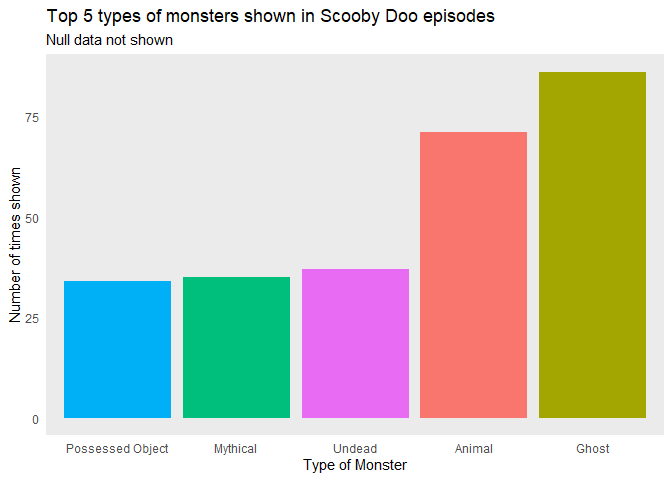 Top 5 types of monsters shown in Scooby Doo episodes
Null data not shown
Number of times shown
75
50
25
0
Possessed Object Mythical Undead Animal Ghost
Type of Monster